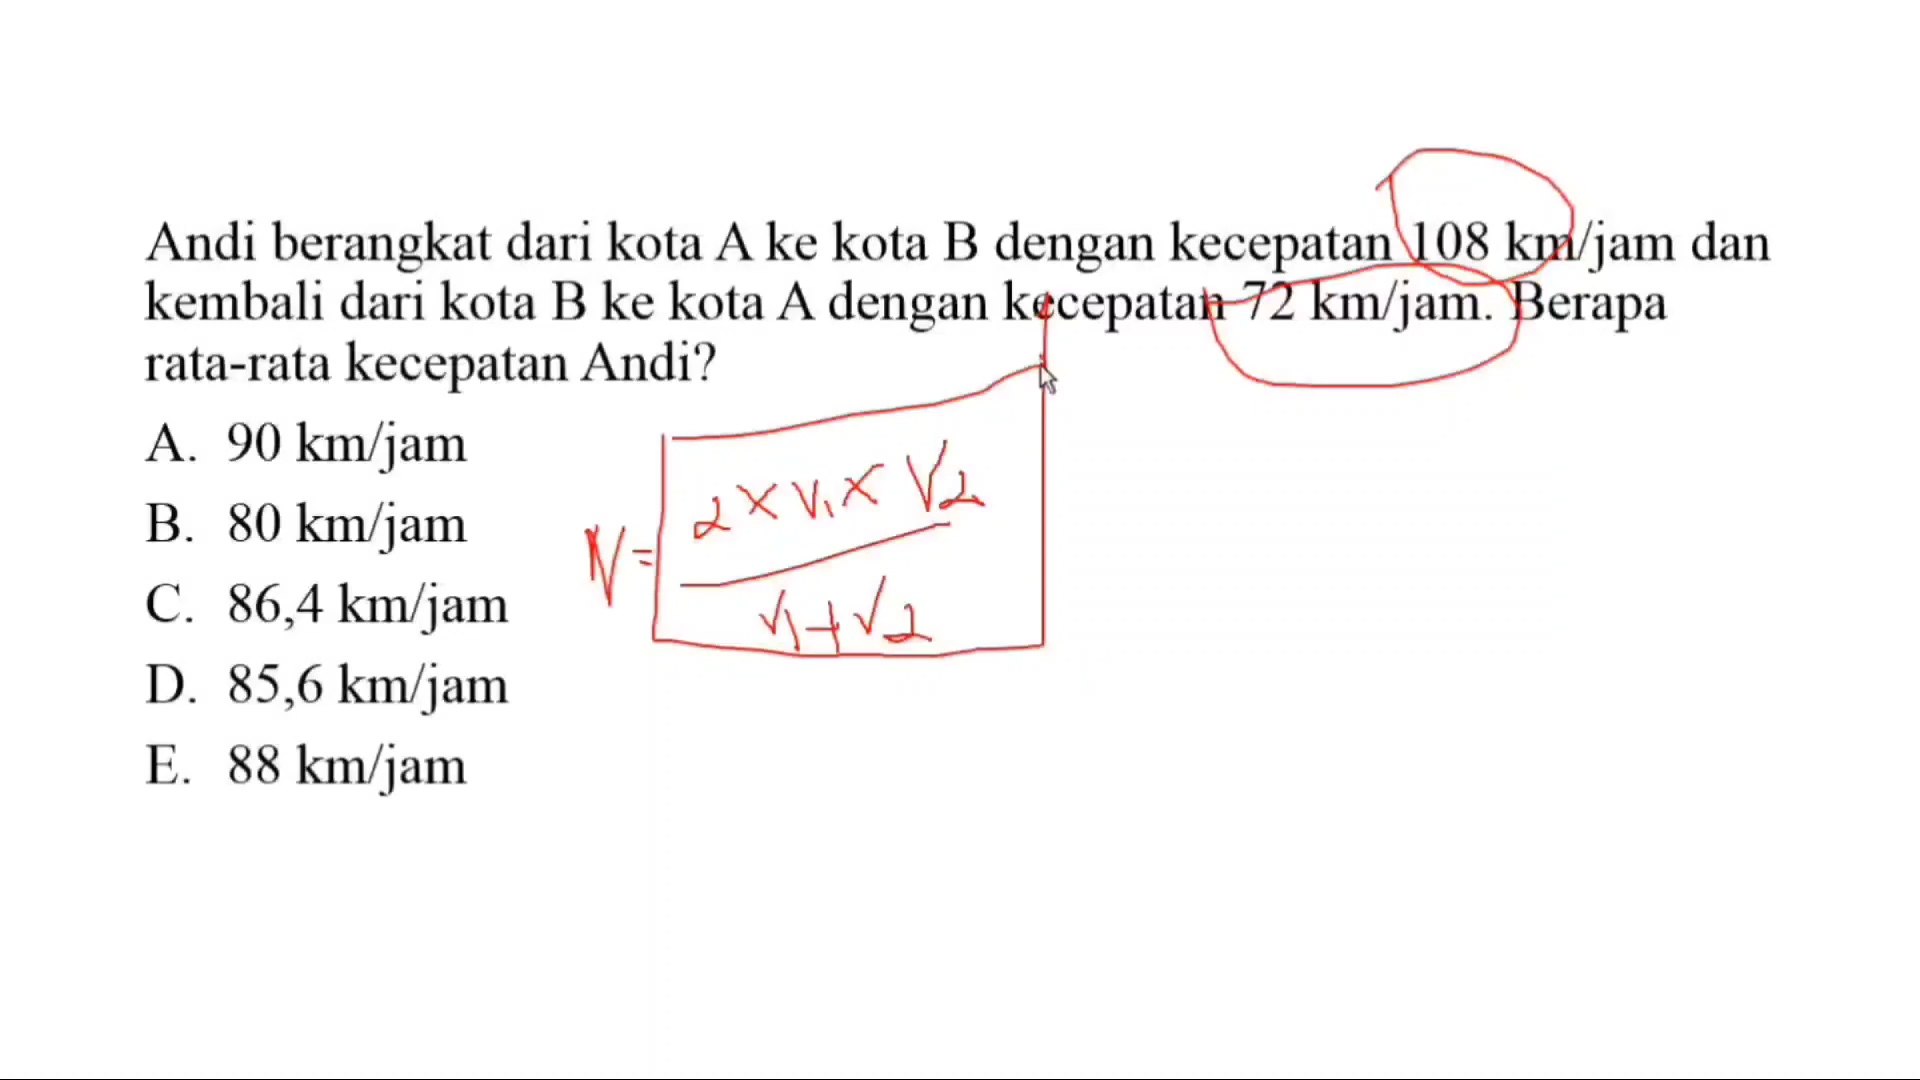 Andi berangkat dari kota A ke kota B dengan kecepatan 108 km/jam dan
kembali dari kota B ke kota A dengan kecepatan 72 km/jam. Berapa
rata-rata kecepatan Andi?
A. 90 km/jam
B. 80 km/jam
C. 86,4 km/jam
D. 85,6 km/jam
E. 88 km/jam
2 × V1 × V2
V =
V1 + V2